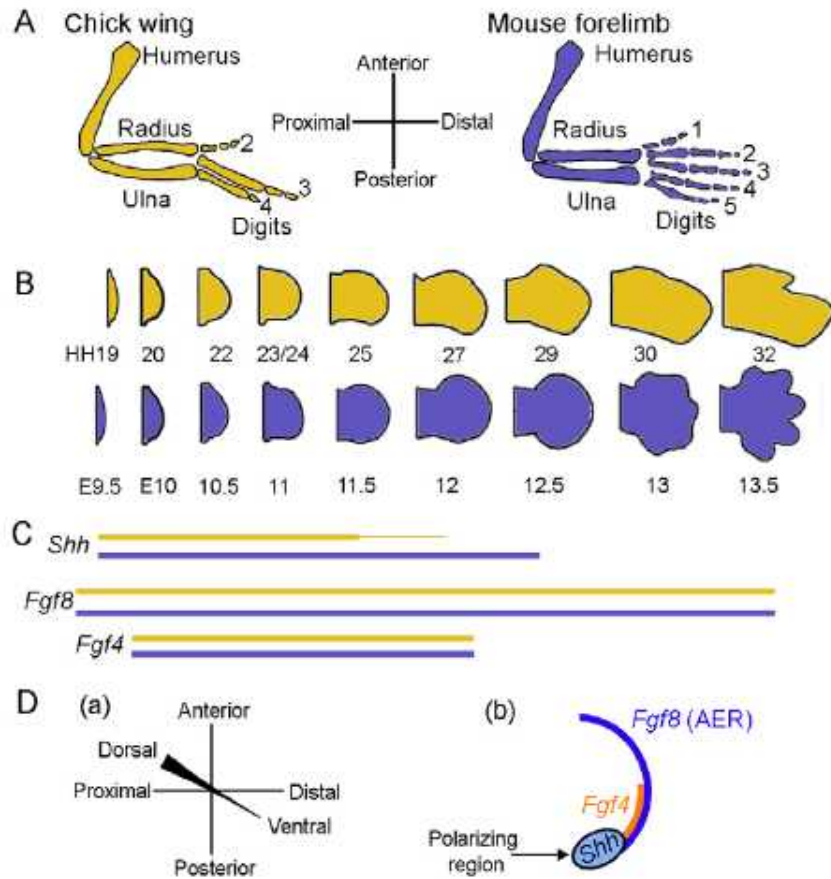 A Chick wing Mouse forelimb
Humerus Humerus
Anterior
Radius 2 Proximal Distal Radius 1
2
3
Posterior
Ulna 4 3 Ulna 4
Digits Digits 5
B
HH19 20 22 23/24 25 27 29 30 32
E9.5 E10 10.5 11 11.5 12 12.5 13 13.5
C
Shh
Fgf8
Fgf4
D (a) (b)
Anterior
Dorsal
Proximal Distal
Ventral
Posterior
Fgf8 (AER)
Fgf4
Polarizing
region
Shh